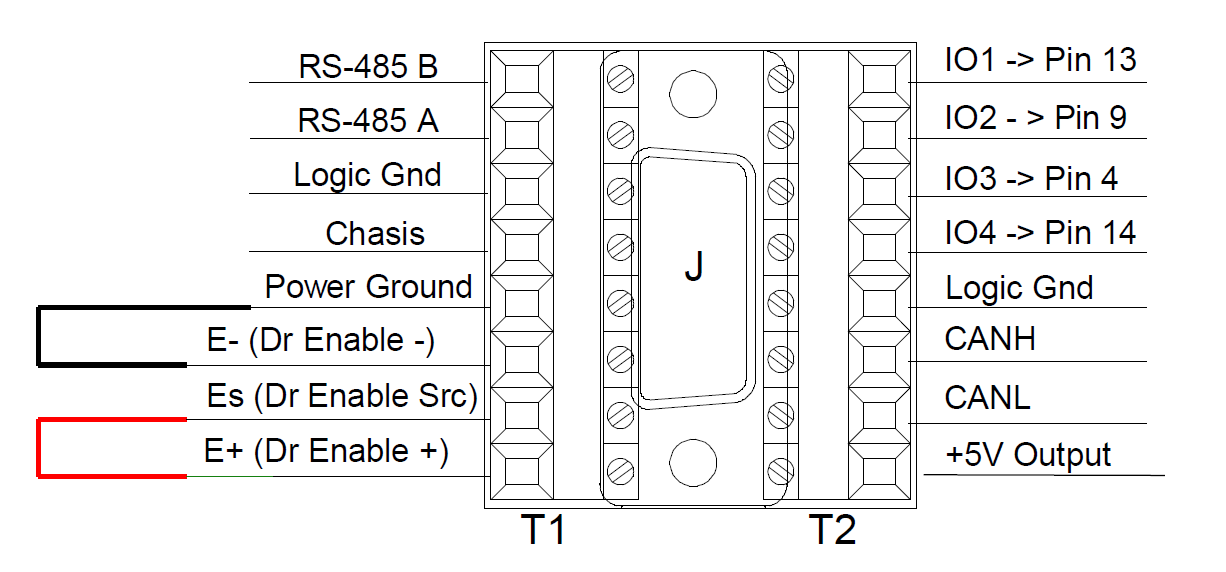 RS-485 B
RS-485 A
Logic Gnd
Chasis
Power Ground
E- (Dr Enable -)
Es (Dr Enable Src)
E+ (Dr Enable +)
T1
J
IO1 -> Pin 13
IO2 - > Pin 9
IO3 -> Pin 4
IO4 -> Pin 14
Logic Gnd
CANH
CANL
+5V Output
T2